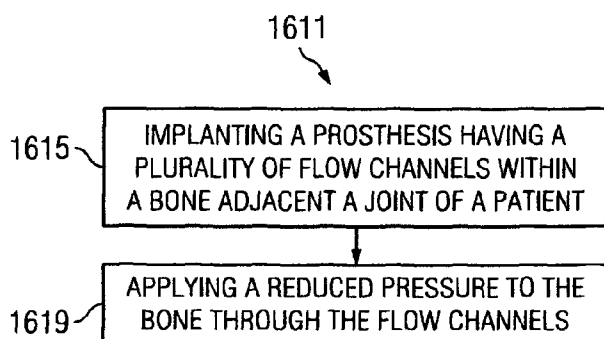 1611
1615
IMPLANTING A PROSTHESIS HAVING A
PLURALITY OF FLOW CHANNELS WITHIN
A BONE ADJACENT A JOINT OF A PATIENT
1619
APPLYING A REDUCED PRESSURE TO THE
BONE THROUGH THE FLOW CHANNELS